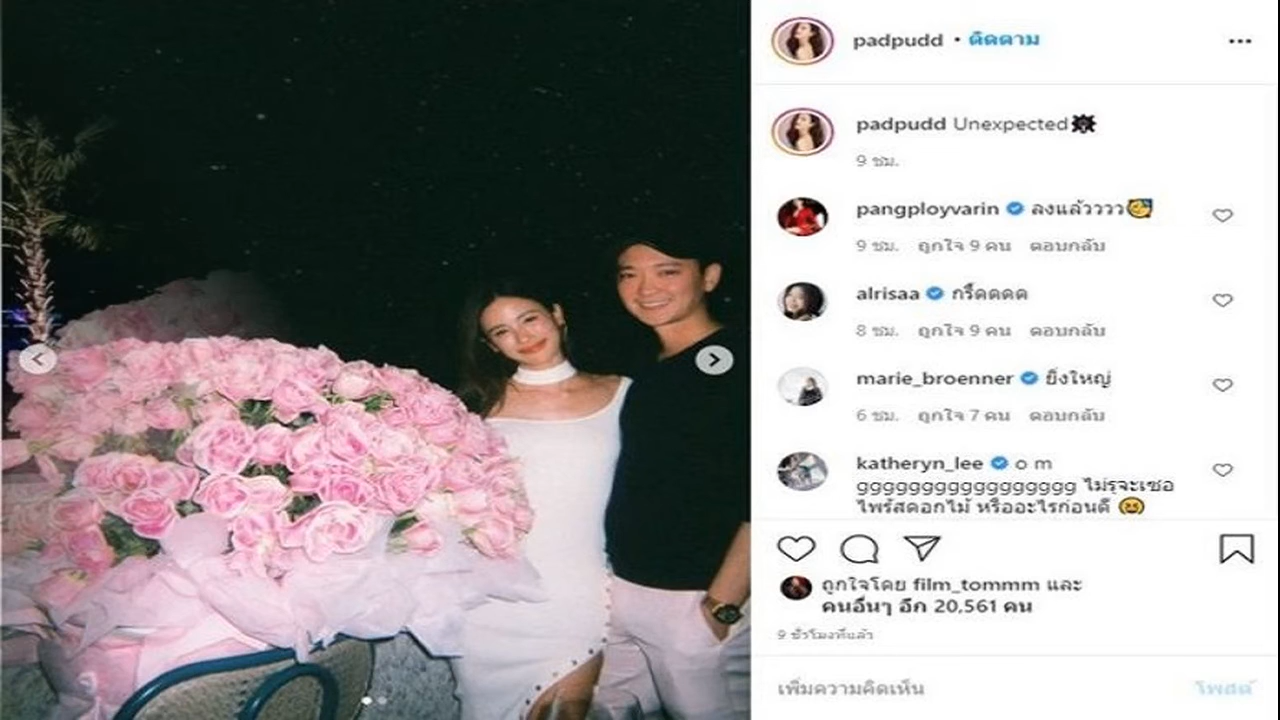 padpudd • ติดตาม
padpudd Unexpected
9 ชม.
pangployvarin ลงแล้วววว
9 ชม. ถูกใจ 9 คน ตอบกลับ
alrisaa กรี๊ดดดด
8 ชม. ถูกใจ 9 คน ตอบกลับ
marie_broenner ยิ่งใหญ่
6 ชม. ถูกใจ 7 คน ตอบกลับ
katheryn_lee o m
ggggggggggggggggg ไม่รุจะเซอ
ไพร้สดอกไม้ หรืออะไรก่อนดี
ถูกใจโดย film_tommm และ
คนอื่นๆ อีก 20,561 คน
9 ชั่วโมงที่แล้ว
เพิ่มความคิดเห็น
โพสต์